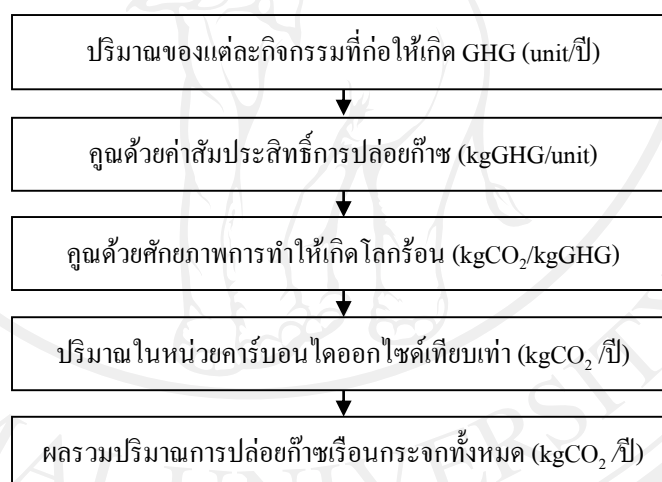 ปริมาณของแต่ละกิจกรรมที่ก่อให้เกิด GHG (unit/ปี)
คูณด้วยค่าสัมประสิทธิ์การปล่อยก๊าซ (kgGHG/unit)
คูณด้วยศักยภาพการทำให้เกิดโลกร้อน (kgCO₂/kgGHG)
ปริมาณในหน่วยคาร์บอนไดออกไซด์เทียบเท่า (kgCO₂ /ปี)
ผลรวมปริมาณการปล่อยก๊าซเรือนกระจกทั้งหมด (kgCO₂ /ปี)